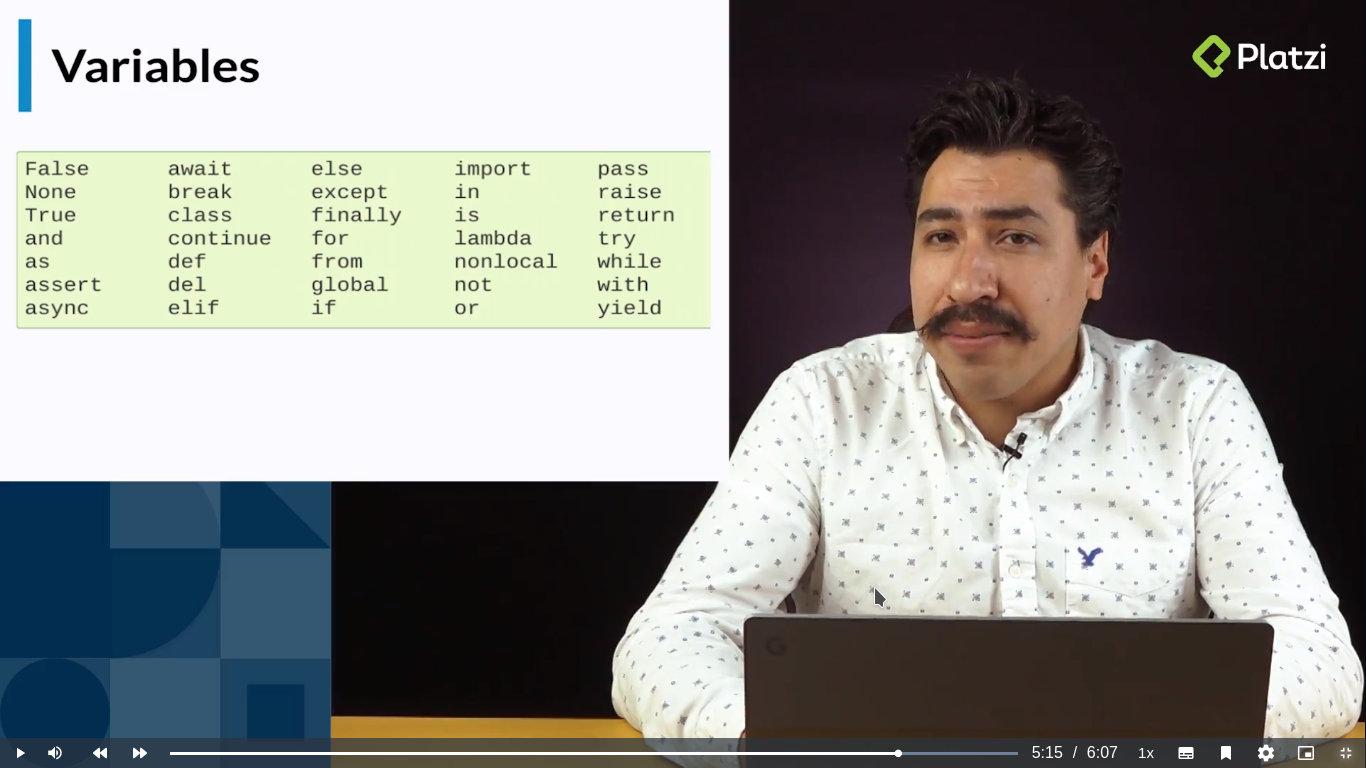 Variables
Platzi
False await else import pass
None break except in raise
True class finally is return
and continue for lambda try
as def from nonlocal while
assert del global not with
async elif if or yield
5:15 / 6:07 1x